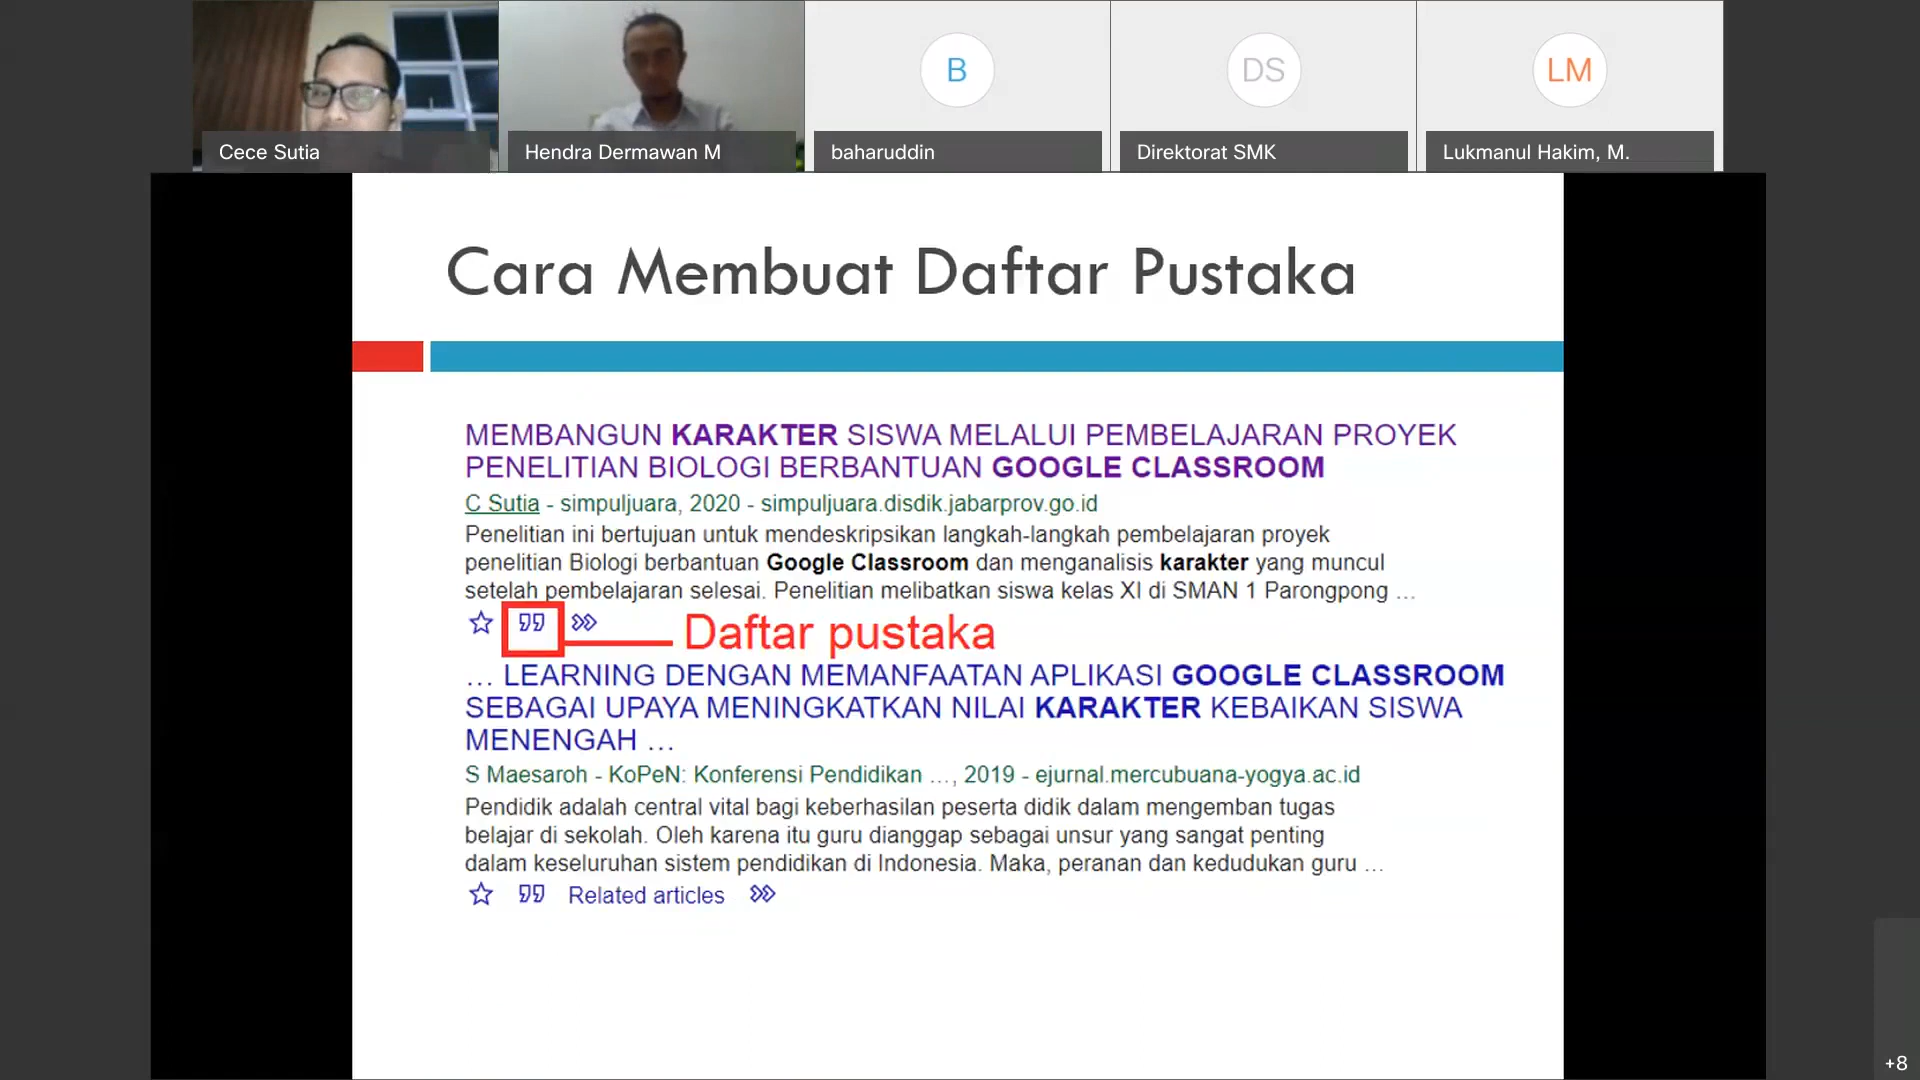 B
DS
LM
Cece Sutia
Hendra Dermawan M
baharuddin
Direktorat SMK
Lukmanul Hakim, M.
Cara Membuat Daftar Pustaka
MEMBANGUN KARAKTER SISWA MELALUI PEMBELAJARAN PROYEK
PENELITIAN BIOLOGI BERBANTUAN GOOGLE CLASSROOM
C Sutia - simpuljuara, 2020 - simpuljuara.disdik.jabarprov.go.id
Penelitian ini bertujuan untuk mendeskripsikan langkah-langkah pembelajaran proyek
penelitian Biologi berbantuan Google Classroom dan menganalisis karakter yang muncul
setelah pembelajaran selesai. Penelitian melibatkan siswa kelas XI di SMAN 1 Parongpong ...
Daftar pustaka
... LEARNING DENGAN MEMANFAATAN APLIKASI GOOGLE CLASSROOM
SEBAGAI UPAYA MENINGKATKAN NILAI KARAKTER KEBAIKAN SISWA
MENENGAH ...
S Maesaroh - KoPeN: Konferensi Pendidikan ..., 2019 - ejurnal.mercubuana-yogya.ac.id
Pendidik adalah central vital bagi keberhasilan peserta didik dalam mengemban tugas
belajar di sekolah. Oleh karena itu guru dianggap sebagai unsur yang sangat penting
dalam keseluruhan sistem pendidikan di Indonesia. Maka, peranan dan kedudukan guru ...
Related articles
+8